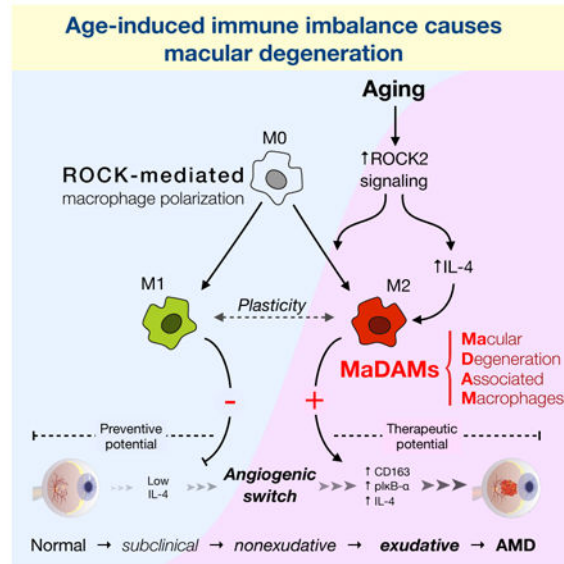 Age-induced immune imbalance causes
macular degeneration
Aging
M0
↑ROCK2
signaling
ROCK-mediated
macrophage polarization
↑IL-4
M1
M2
Plasticity
MaDAMs
Macular
Degeneration
Associated
Macrophages
-
+
Preventive
potential
Therapeutic
potential
Low
IL-4
Angiogenic
switch
↑ CD163
↑ pIκB-α
↑ IL-4
Normal → subclinical → nonexudative → exudative → AMD